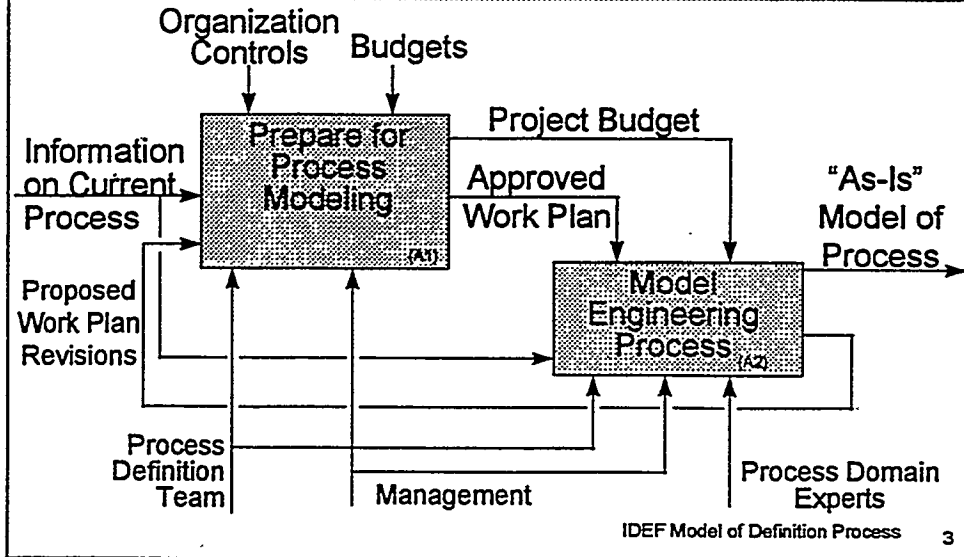 Organization
Controls
Budgets
Prepare for
Process
Modeling
(A1)
Information
on Current
Process
Project Budget
Approved
Work Plan
"As-Is"
Model of
Process
Proposed
Work Plan
Revisions
Model
Engineering
Process
(A2)
Process
Definition
Team
Management
Process Domain
Experts
IDEF Model of Definition Process
3